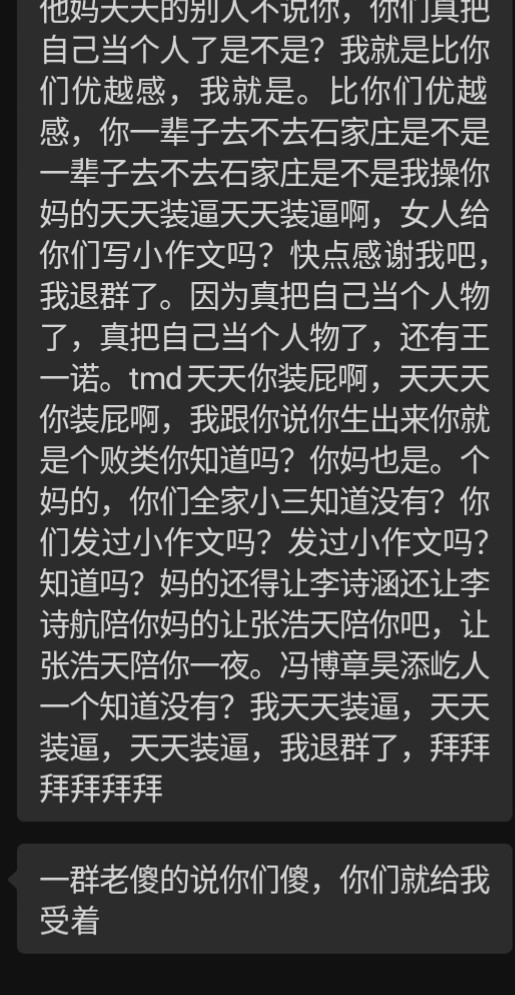 他妈天天的别人不说你，你们真把
自己当个人了是不是？我就是比你
们优越感，我就是。比你们优越
感，你一辈子去不去石家庄是不是
一辈子去不去石家庄是不是我操你
妈的天天装逼天天装逼啊，女人给
你们写小作文吗？快点感谢我吧，
我退群了。因为真把自己当个人物
了，真把自己当个人物了，还有王
一诺。tmd天天你装屁啊，天天天
你装屁啊，我跟你说你生出来你就
是个败类你知道吗？你妈也是。个
妈的，你们全家小三知道没有？你
们发过小作文吗？发过小作文吗？
知道吗？妈的还得让李诗涵还让李
诗航陪你妈的让张浩天陪你吧，让
张浩天陪你一夜。冯博章昊添屹人
一个知道没有？我天天装逼，天天
装逼，天天装逼，我退群了，拜拜
拜拜拜拜
一群老傻的说你们傻，你们就给我
受着